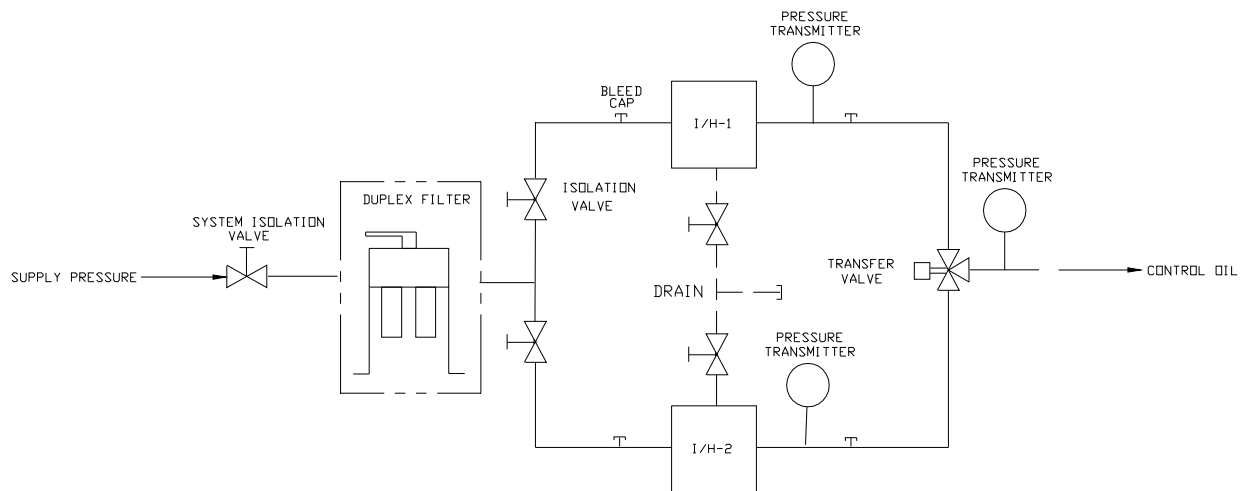 PRESSURE
TRANSMITTER
BLEED
CAP
I/H-1
PRESSURE
TRANSMITTER
ISOLATION
VALVE
DUPLEX FILTER
SYSTEM ISOLATION
VALVE
SUPPLY PRESSURE
TRANSFER
VALVE
CONTROL OIL
DRAIN
PRESSURE
TRANSMITTER
I/H-2